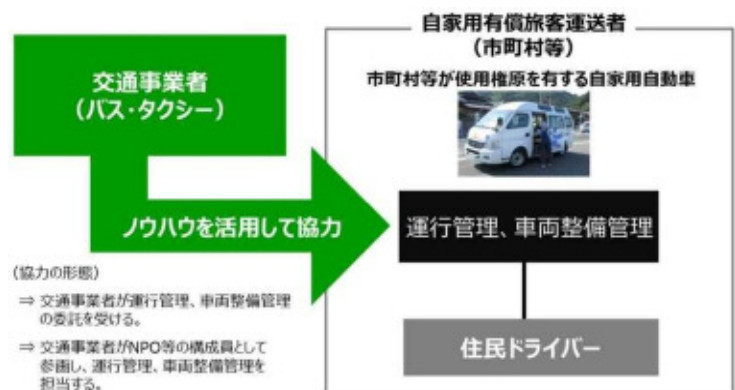 交通事業者
(バス・タクシー)
ノウハウを活用して協力
(協力の形態)
⇒ 交通事業者が運行管理、車両整備管理
の委託を受ける。
⇒ 交通事業者がNPO等の構成員として
参画し、運行管理、車両整備管理を
担当する。
自家用有償旅客運送者
(市町村等)
市町村等が使用権原を有する自家用自動車
運行管理、車両整備管理
住民ドライバー